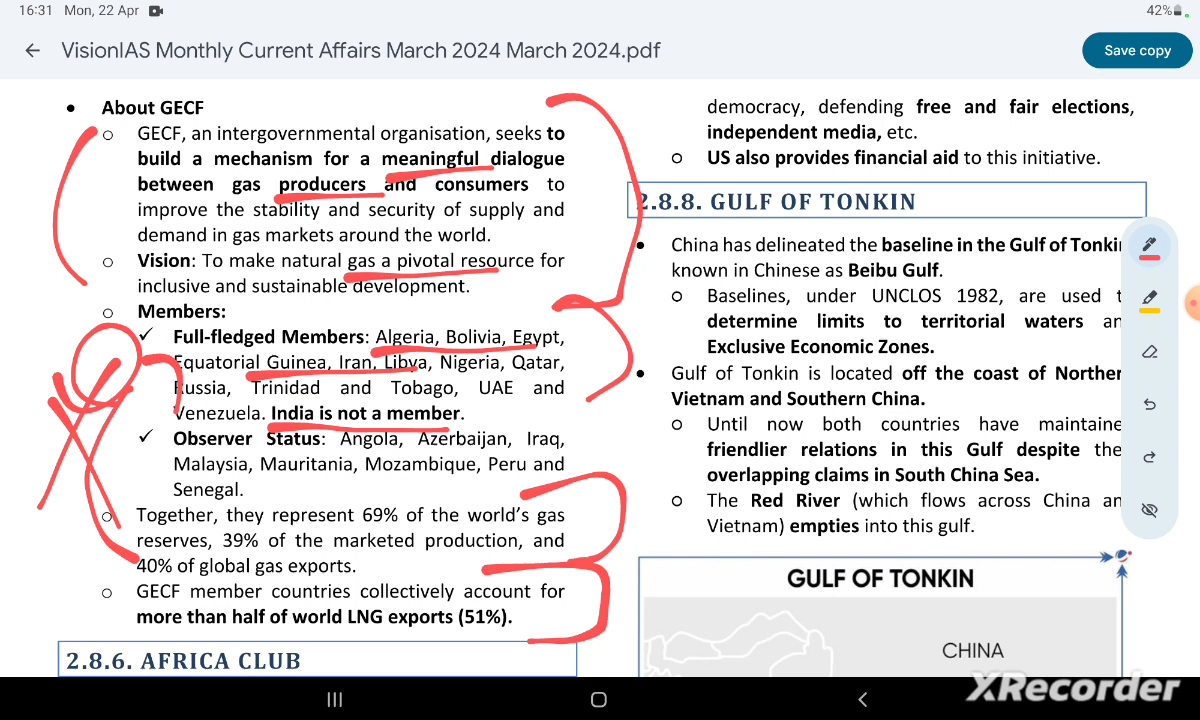 16:31 Mon, 22 Apr
42%
VisionIAS Monthly Current Affairs March 2024 March 2024.pdf
Save copy
• About GECF
o GECF, an intergovernmental organisation, seeks to
build a mechanism for a meaningful dialogue
between gas producers and consumers to
improve the stability and security of supply and
demand in gas markets around the world.
o Vision: To make natural gas a pivotal resource for
inclusive and sustainable development.
o Members:
✓ Full-fledged Members: Algeria, Bolivia, Egypt,
Equatorial Guinea, Iran, Libya, Nigeria, Qatar,
Russia, Trinidad and Tobago, UAE and
Venezuela. India is not a member.
✓ Observer Status: Angola, Azerbaijan, Iraq,
Malaysia, Mauritania, Mozambique, Peru and
Senegal.
o Together, they represent 69% of the world's gas
reserves, 39% of the marketed production, and
40% of global gas exports.
o GECF member countries collectively account for
more than half of world LNG exports (51%).
2.8.6. AFRICA CLUB
democracy, defending free and fair elections,
independent media, etc.
o US also provides financial aid to this initiative.
2.8.8. GULF OF TONKIN
• China has delineated the baseline in the Gulf of Tonki
known in Chinese as Beibu Gulf.
o Baselines, under UNCLOS 1982, are used t
determine limits to territorial waters an
Exclusive Economic Zones.
• Gulf of Tonkin is located off the coast of Norther
Vietnam and Southern China.
o Until now both countries have maintaine
friendlier relations in this Gulf despite the
overlapping claims in South China Sea.
o The Red River (which flows across China an
Vietnam) empties into this gulf.
GULF OF TONKIN
CHINA
XRecorder